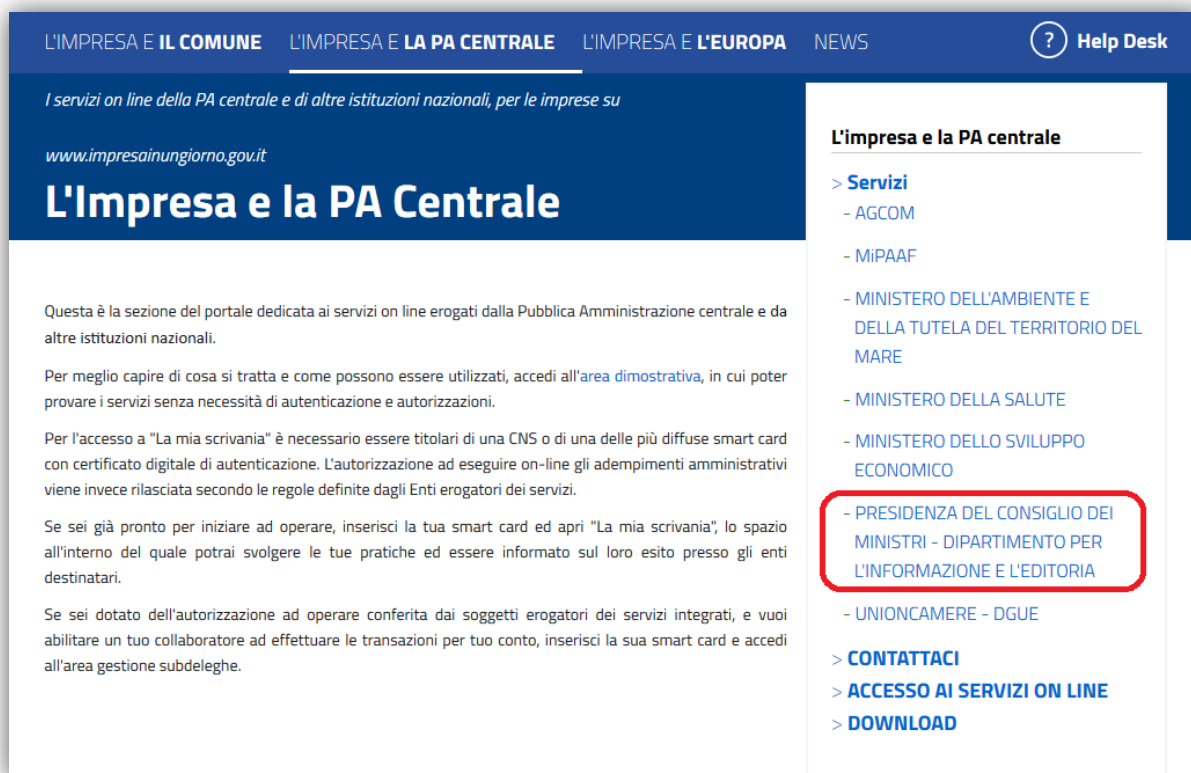 L'IMPRESA E IL COMUNE L'IMPRESA E LA PA CENTRALE L'IMPRESA E L'EUROPA NEWS ? Help Desk
I servizi on line della PA centrale e di altre istituzioni nazionali, per le imprese su
www.impresainungiorno.gov.it
L'Impresa e la PA Centrale
Questa è la sezione del portale dedicata ai servizi on line erogati dalla Pubblica Amministrazione centrale e da
altre istituzioni nazionali.
Per meglio capire di cosa si tratta e come possono essere utilizzati, accedi all'area dimostrativa, in cui poter
provare i servizi senza necessità di autenticazione e autorizzazioni.
Per l'accesso a "La mia scrivania" è necessario essere titolari di una CNS o di una delle più diffuse smart card
con certificato digitale di autenticazione. L'autorizzazione ad eseguire on-line gli adempimenti amministrativi
viene invece rilasciata secondo le regole definite dagli Enti erogatori dei servizi.
Se sei già pronto per iniziare ad operare, inserisci la tua smart card ed apri "La mia scrivania", lo spazio
all'interno del quale potrai svolgere le tue pratiche ed essere informato sul loro esito presso gli enti
destinatari.
Se sei dotato dell'autorizzazione ad operare conferita dai soggetti erogatori dei servizi integrati, e vuoi
abilitare un tuo collaboratore ad effettuare le transazioni per tuo conto, inserisci la sua smart card e accedi
all'area gestione subdeleghe.
L'impresa e la PA centrale
> Servizi
- AGCOM
- MiPAAF
- MINISTERO DELL'AMBIENTE E
DELLA TUTELA DEL TERRITORIO DEL
MARE
- MINISTERO DELLA SALUTE
- MINISTERO DELLO SVILUPPO
ECONOMICO
- PRESIDENZA DEL CONSIGLIO DEI
MINISTRI - DIPARTIMENTO PER
L'INFORMAZIONE E L'EDITORIA
- UNIONCAMERE - DGUE
> CONTATTACI
> ACCESSO AI SERVIZI ON LINE
> DOWNLOAD